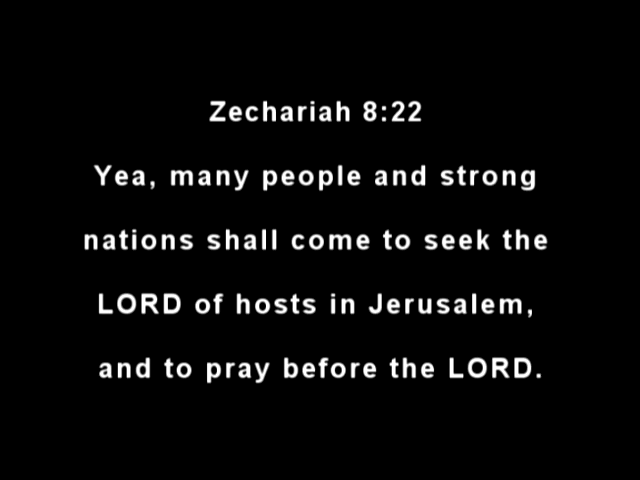 Zechariah 8:22
Yea, many people and strong
nations shall come to seek the
LORD of hosts in Jerusalem,
and to pray before the LORD.